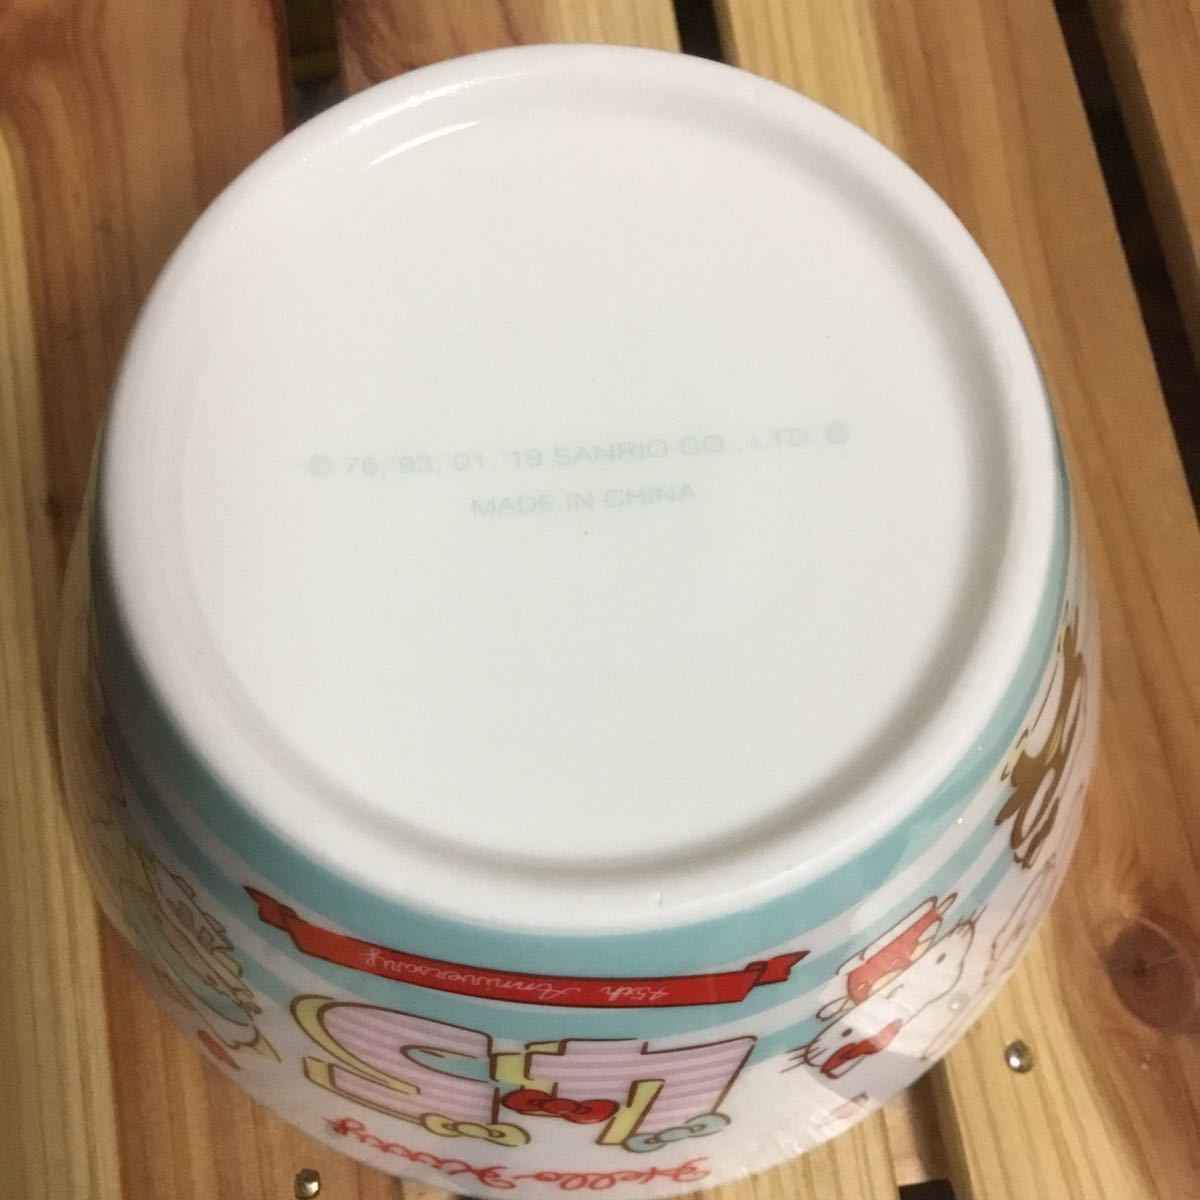 © '76, '93, '01, '19 SANRIO CO., LTD. ®
MADE IN CHINA
45th Anniversary
45
Hello Kitty